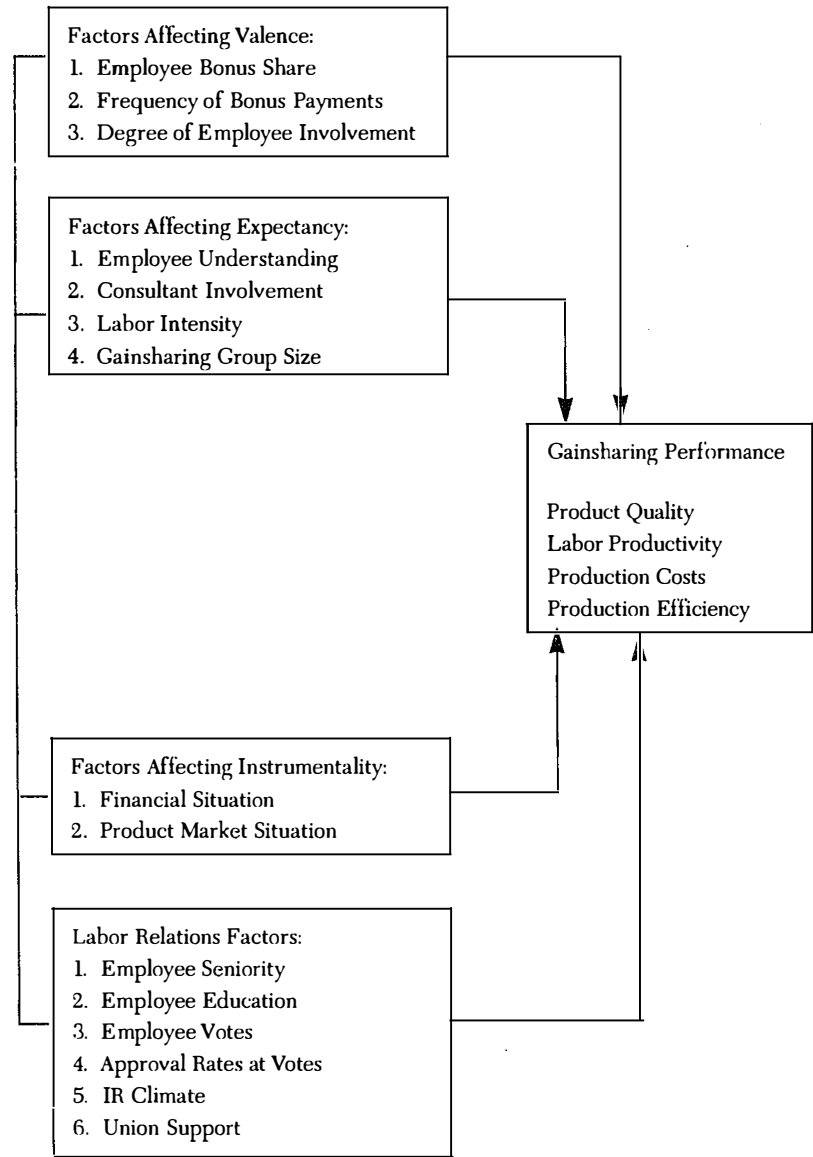 Factors Affecting Valence:
1. Employee Bonus Share
2. Frequency of Bonus Payments
3. Degree of Employee Involvement
Factors Affecting Expectancy:
1. Employee Understanding
2. Consultant Involvement
3. Labor Intensity
4. Gainsharing Group Size
Gainsharing Performance
Product Quality
Labor Productivity
Production Costs
Production Efficiency
Factors Affecting Instrumentality:
1. Financial Situation
2. Product Market Situation
Labor Relations Factors:
1. Employee Seniority
2. Employee Education
3. Employee Votes
4. Approval Rates at Votes
5. IR Climate
6. Union Support